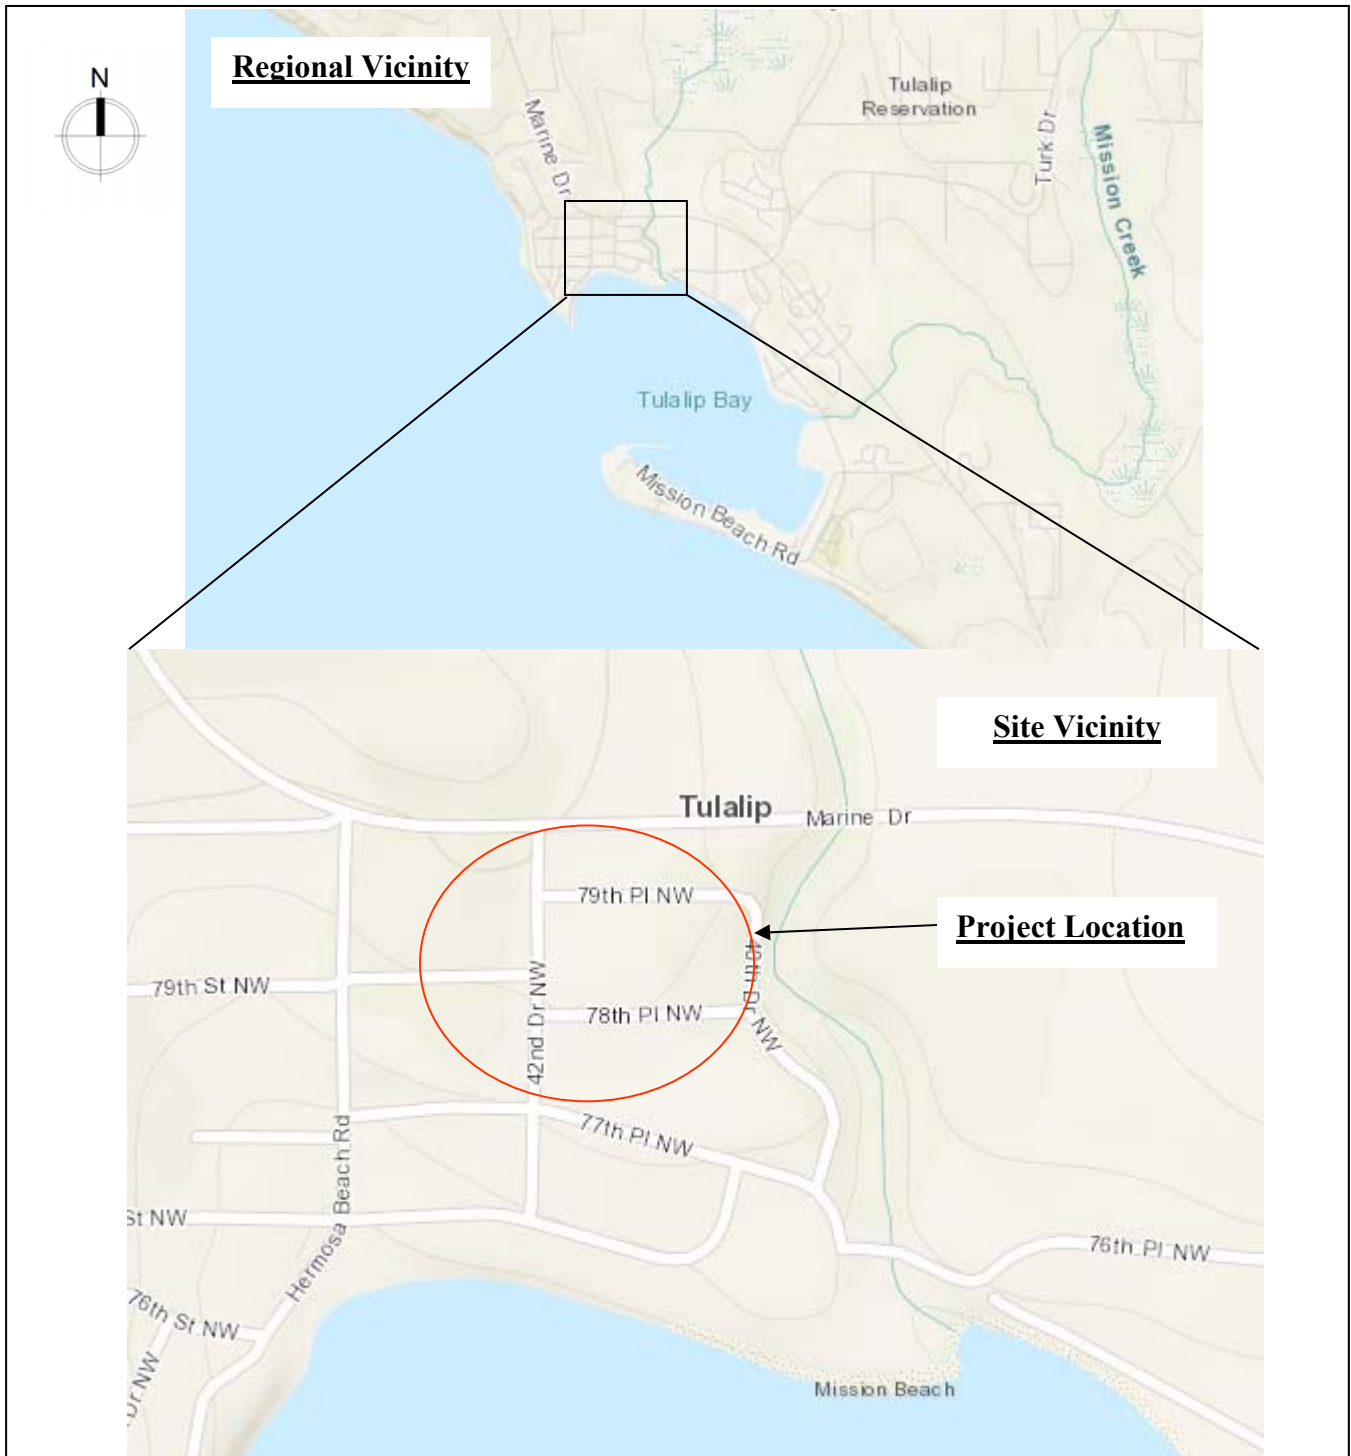 N
Regional Vicinity
Tulalip
Reservation
Marine Dr
Turk Dr
Mission Creek
Tulalip Bay
Mission Beach Rd
Site Vicinity
Tulalip
Marine Dr
79th Pl NW
Project Location
40th Dr NW
79th St NW
78th Pl NW
42nd Dr NW
77th Pl NW
Hermosa Beach Rd
St NW
76th Pl NW
76th St NW
Dr NW
Mission Beach